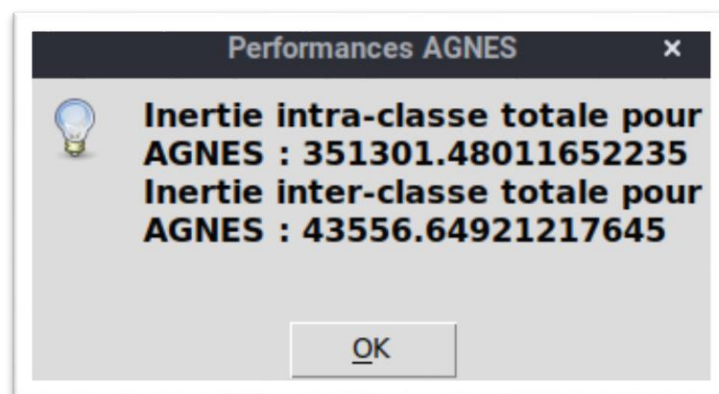 Performances AGNES ×
Inertie intra-classe totale pour
AGNES : 351301.48011652235
Inertie inter-classe totale pour
AGNES : 43556.64921217645
OK